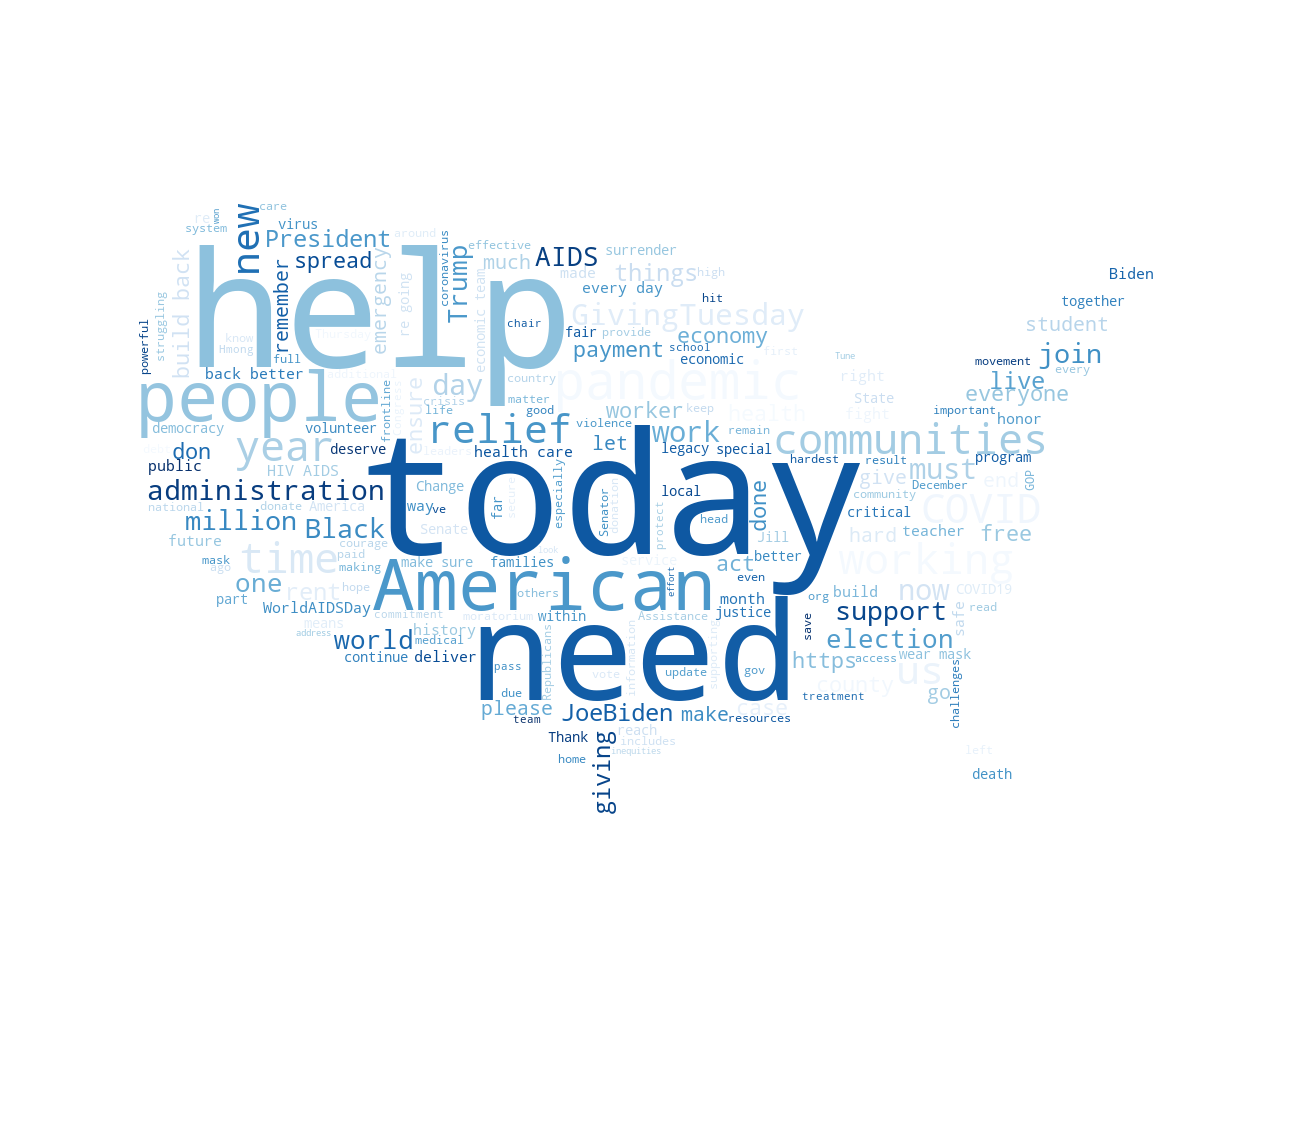 care
won
re
system
virus
new
President
around
coronavirus
effective
AIDS
surrender
much
spread
Trump
made
things
high
Biden
every day
together
build back
help
remember
emergency
re going
economic team
hit
GivingTuesday
student
struggling
powerful
know
Hmong
full
Thursday
chair
fair
provide
economy
payment
school
economic
first
Tune
join
movement
every
back better
additional
country
pandemic
right
live
people
frontline
Congress
ensure
day
matter
State
everyone
crisis
life
good
worker
keep
health
fight
important
honor
democracy
volunteer
relief
violence
let
work
remain
communities
year
don
deserve
leaders
health care
legacy
special
hardest
result
program
public
HIV AIDS
today
must
give
end
GOP
administration
Change
far
secure
especially
Senator
donation
local
community
December
national
donate
America
way
ve
protect
head
done
critical
COVID
million
Black
Senate
Jill
hard
teacher
free
future
courage
mask
ago
time
paid
making
make sure
families
look
service
act
better
working
one
rent
hope
American
others
effort
even
now
COVID19
part
WorldAIDSDay
commitment
moratorium
within
Assistance
month
justice
org
build
support
safe
read
means
address
world
history
medical
save
election
continue
deliver
need
Republicans
information
supporting
https
access
wear mask
pass
vote
update
gov
us
challenges
due
county
go
treatment
please
team
JoeBiden
make
case
resources
Thank
reach
includes
inequities
left
home
giving
death